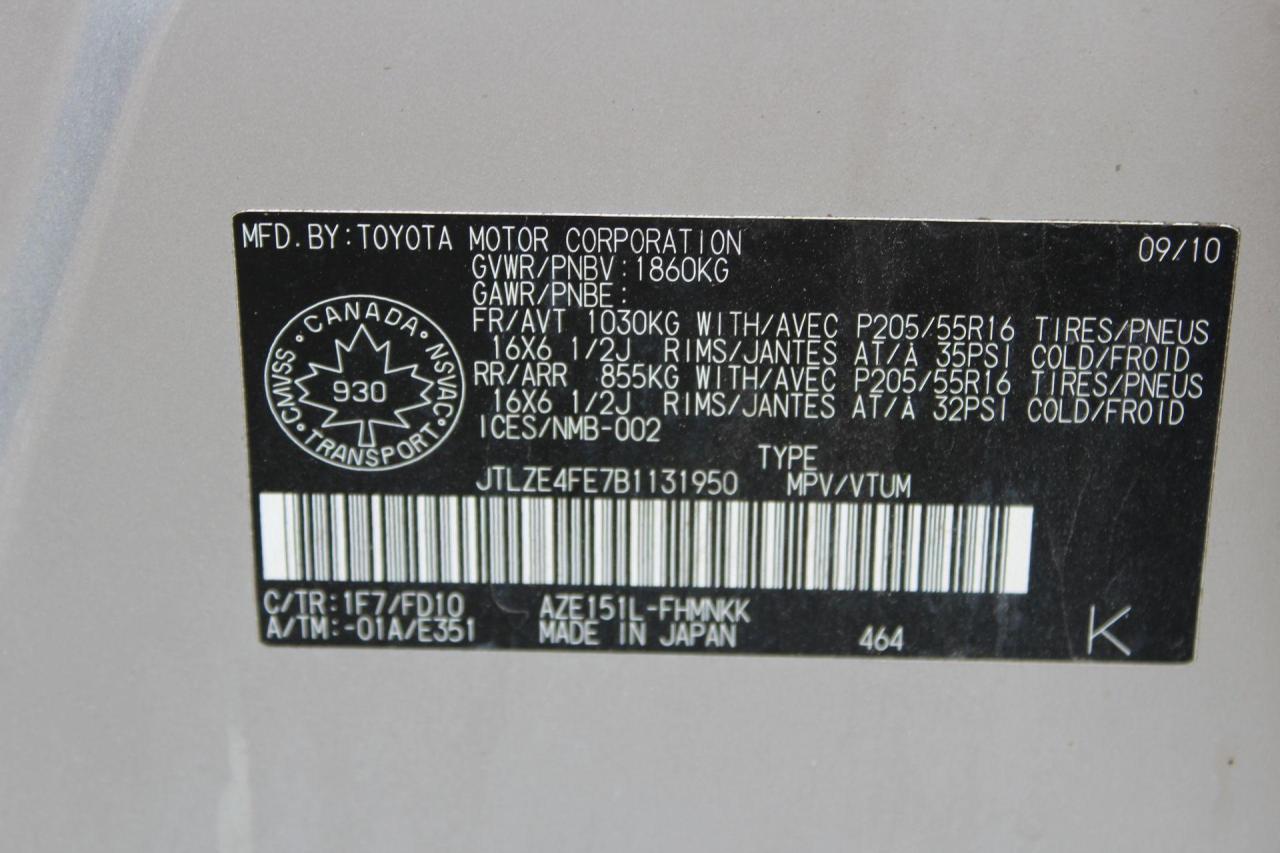 MFD.BY:TOYOTA MOTOR CORPORATION 09/10
GVWR/PNBV:1860KG
GAWR/PNBE:
FR/AVT 1030KG WITH/AVEC P205/55R16 TIRES/PNEUS
16X6 1/2J RIMS/JANTES AT/À 35PSI COLD/FROID
RR/ARR 855KG WITH/AVEC P205/55R16 TIRES/PNEUS
16X6 1/2J RIMS/JANTES AT/À 32PSI COLD/FROID
ICES/NMB-002
CANADA · NSVAC · TRANSPORT · CMVSS ·
930
TYPE
JTLZE4FE7B1131950 MPV/VTUM
C/TR:1F7/FD10 AZE151L-FHMNKK
A/TM:-01A/E351 MADE IN JAPAN 464 K